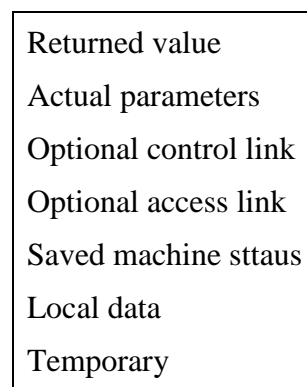 Returned value
Actual parameters
Optional control link
Optional access link
Saved machine sttaus
Local data
Temporary